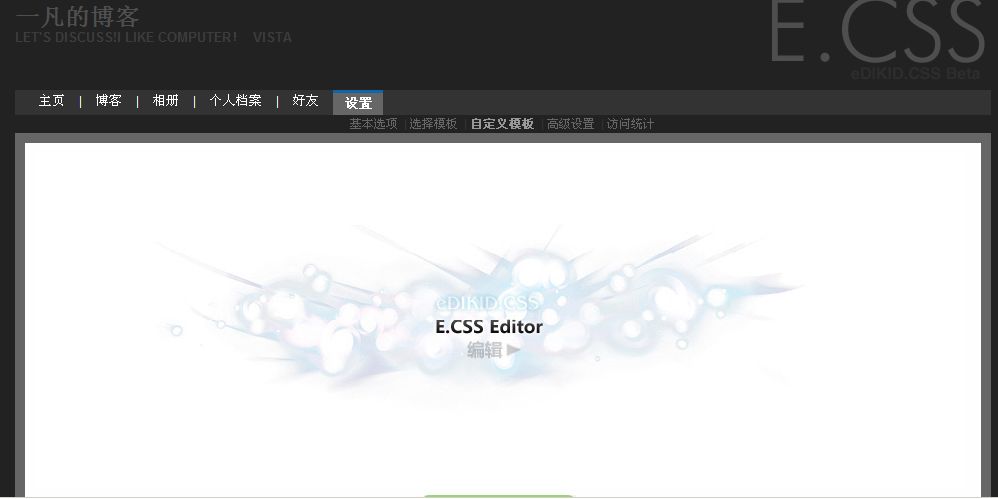 一凡的博客
LET'S DISCUSS!I LIKE COMPUTER! VISTA
E.CSS
eDIKID.CSS Beta
主页 | 博客 | 相册 | 个人档案 | 好友 设置
基本选项 | 选择模板 | 自定义模板 | 高级设置 | 访问统计
eDIKID.CSS
E.CSS Editor
编辑 ►